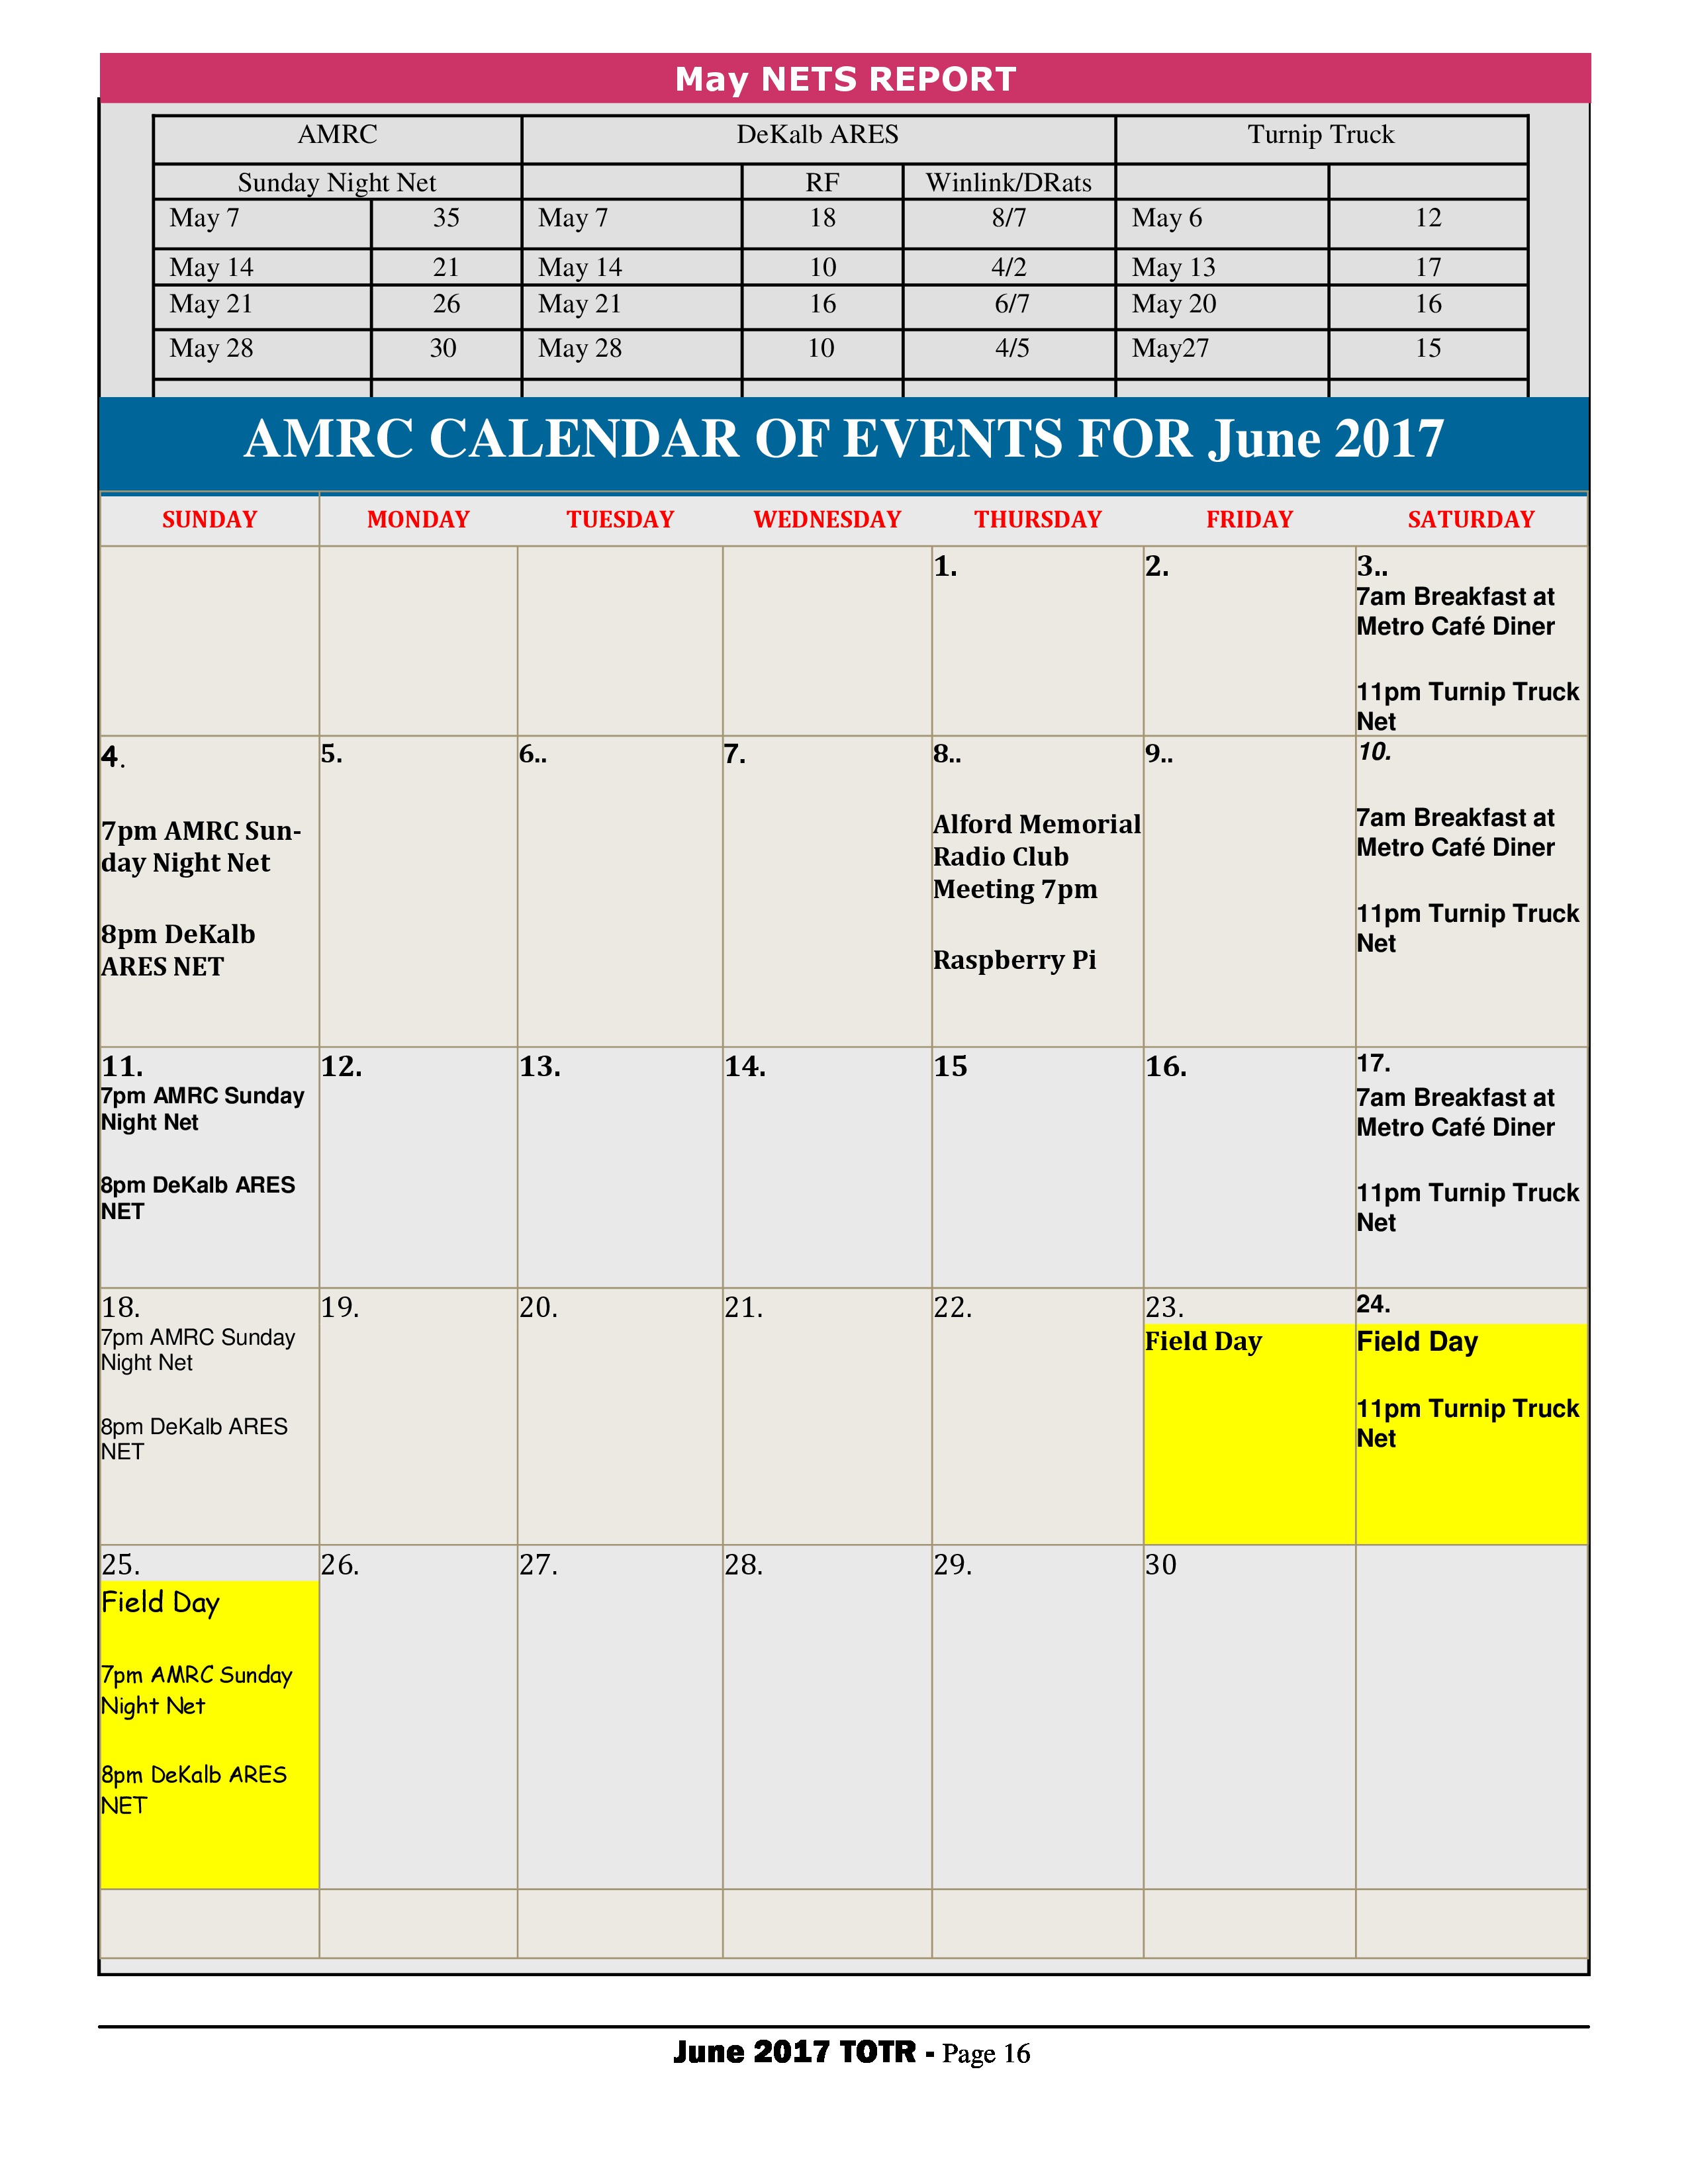 May NETS REPORT
AMRC DeKalb ARES Turnip Truck
Sunday Night Net RF Winlink/DRats
May 7 35 May 7 18 8/7 May 6 12
May 14 21 May 14 10 4/2 May 13 17
May 21 26 May 21 16 6/7 May 20 16
May 28 30 May 28 10 4/5 May27 15
AMRC CALENDAR OF EVENTS FOR June 2017
SUNDAY MONDAY TUESDAY WEDNESDAY THURSDAY FRIDAY SATURDAY
1.
2.
3..
7am Breakfast at
Metro Café Diner
11pm Turnip Truck
Net
4.
7pm AMRC Sun-
day Night Net
8pm DeKalb
ARES NET
5.
6..
7.
8..
Alford Memorial
Radio Club
Meeting 7pm
Raspberry Pi
9..
10.
7am Breakfast at
Metro Café Diner
11pm Turnip Truck
Net
11.
7pm AMRC Sunday
Night Net
8pm DeKalb ARES
NET
12.
13.
14.
15
16.
17.
7am Breakfast at
Metro Café Diner
11pm Turnip Truck
Net
18.
7pm AMRC Sunday
Night Net
8pm DeKalb ARES
NET
19.
20.
21.
22.
23.
Field Day
24.
Field Day
11pm Turnip Truck
Net
25.
Field Day
7pm AMRC Sunday
Night Net
8pm DeKalb ARES
NET
26.
27.
28.
29.
30
June 2017 TOTR - Page 16